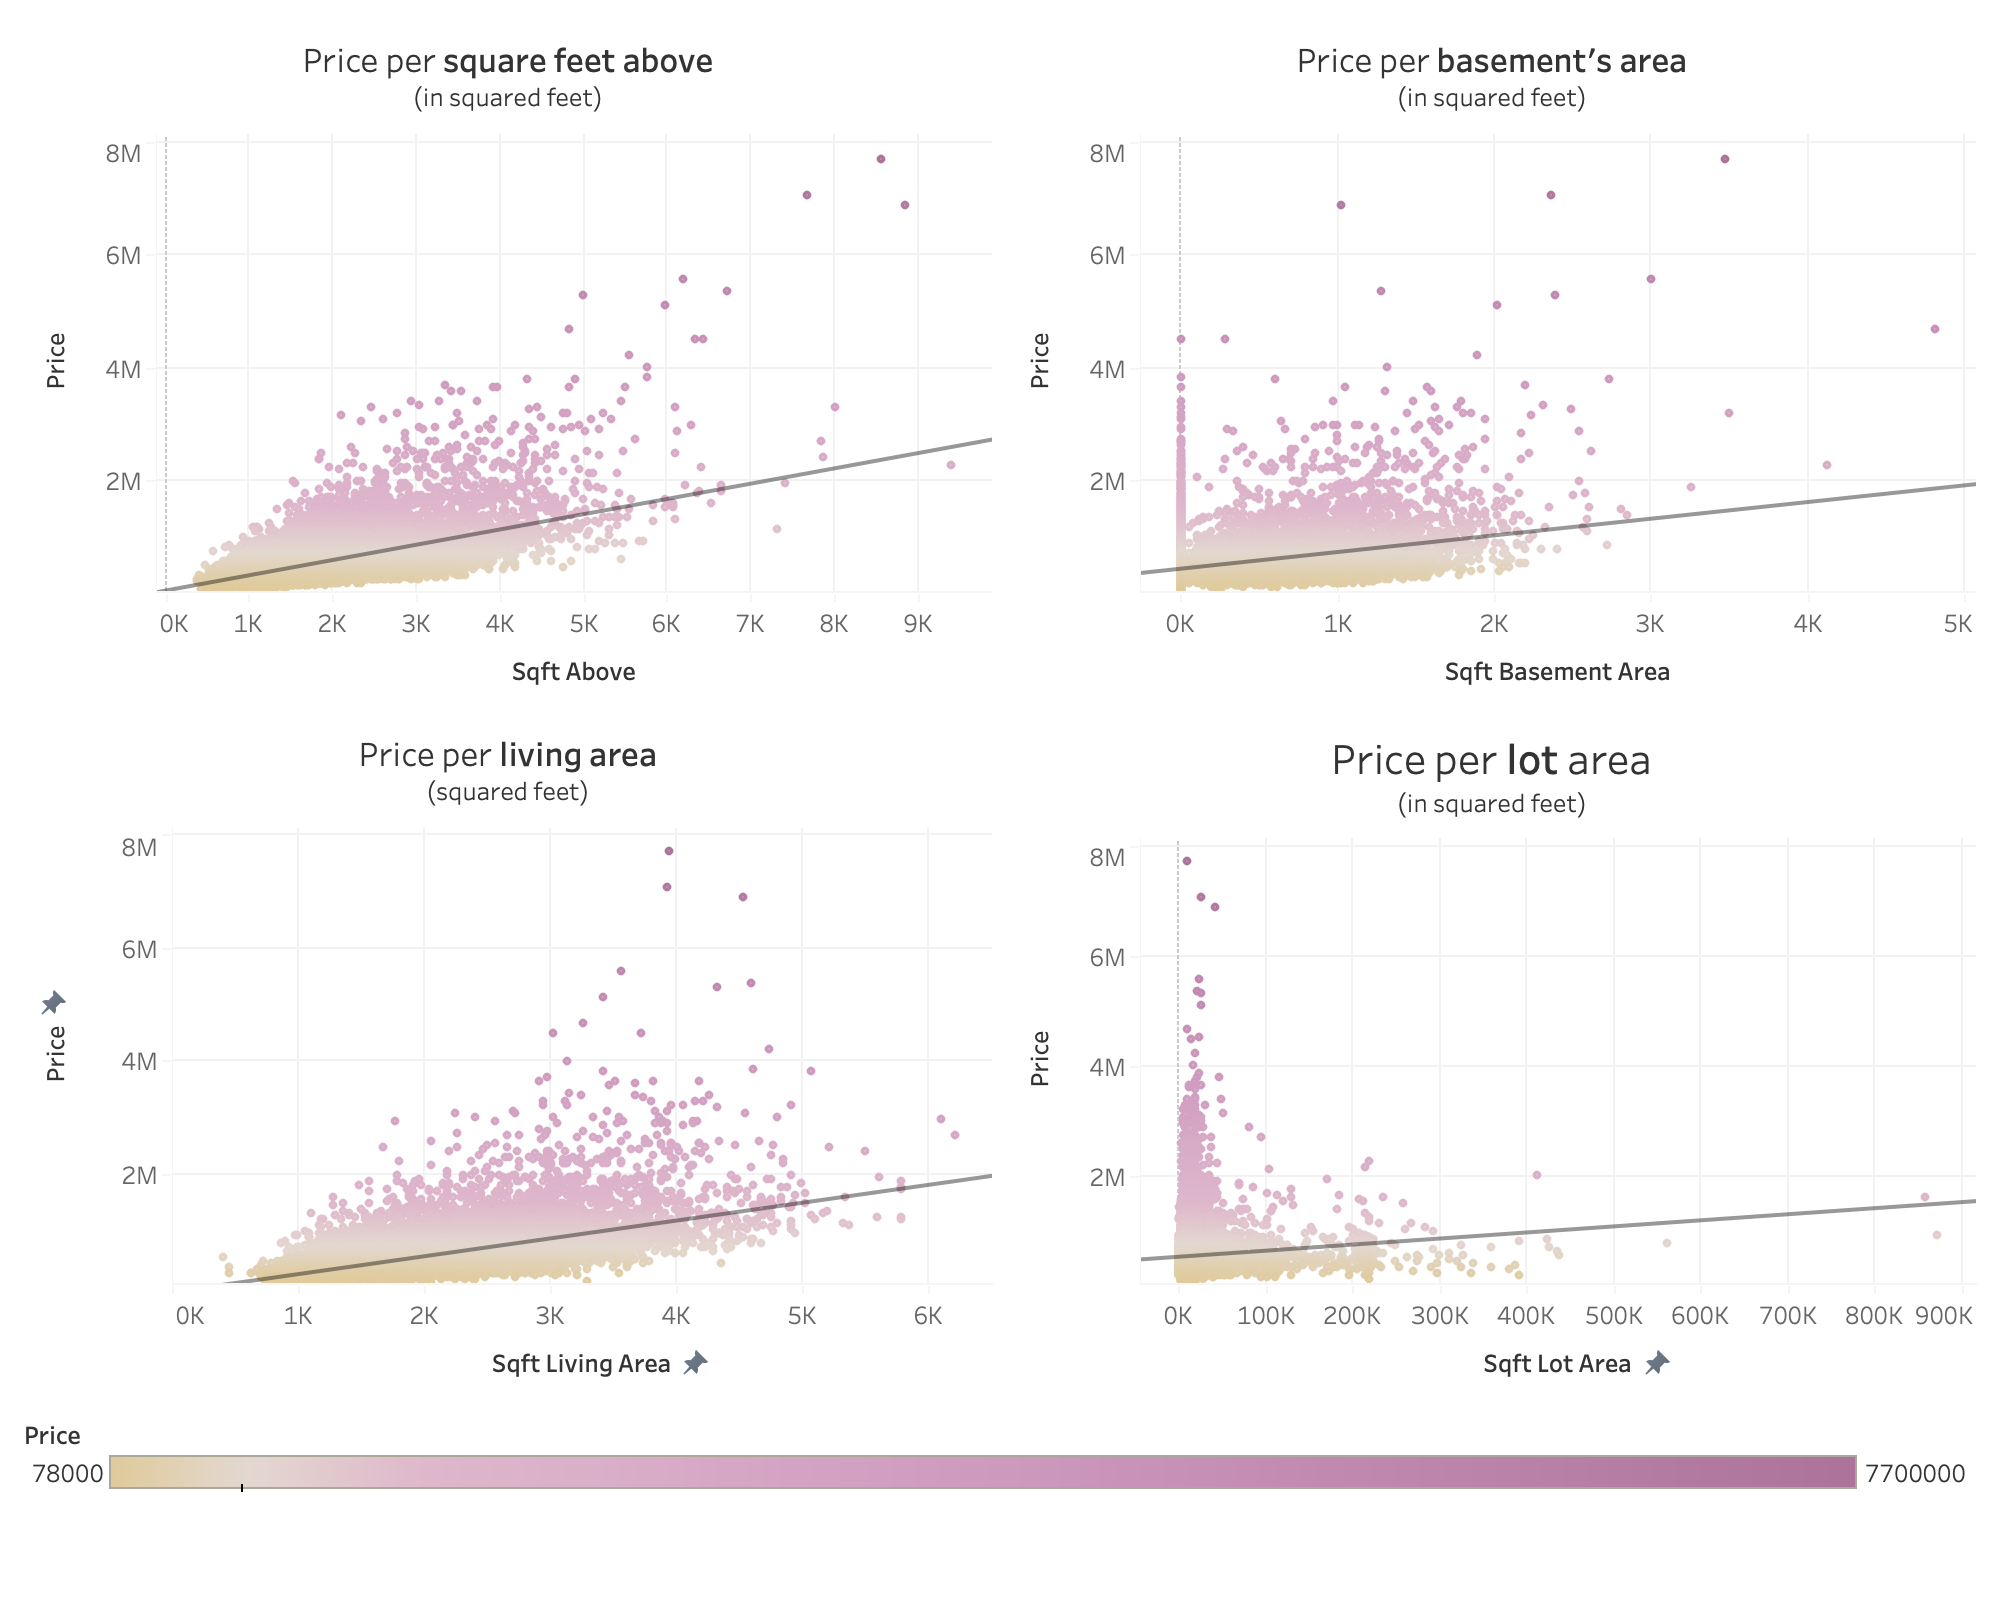 Price per square feet above
(in squared feet)
8M
6M
4M
2M
Price
0K 1K 2K 3K 4K 5K 6K 7K 8K 9K
Sqft Above
Price per basement's area
(in squared feet)
8M
6M
4M
2M
Price
0K 1K 2K 3K 4K 5K
Sqft Basement Area
Price per living area
(squared feet)
8M
6M
4M
2M
Price
0K 1K 2K 3K 4K 5K 6K
Sqft Living Area
Price per lot area
(in squared feet)
8M
6M
4M
2M
Price
0K 100K 200K 300K 400K 500K 600K 700K 800K 900K
Sqft Lot Area
Price
78000 7700000